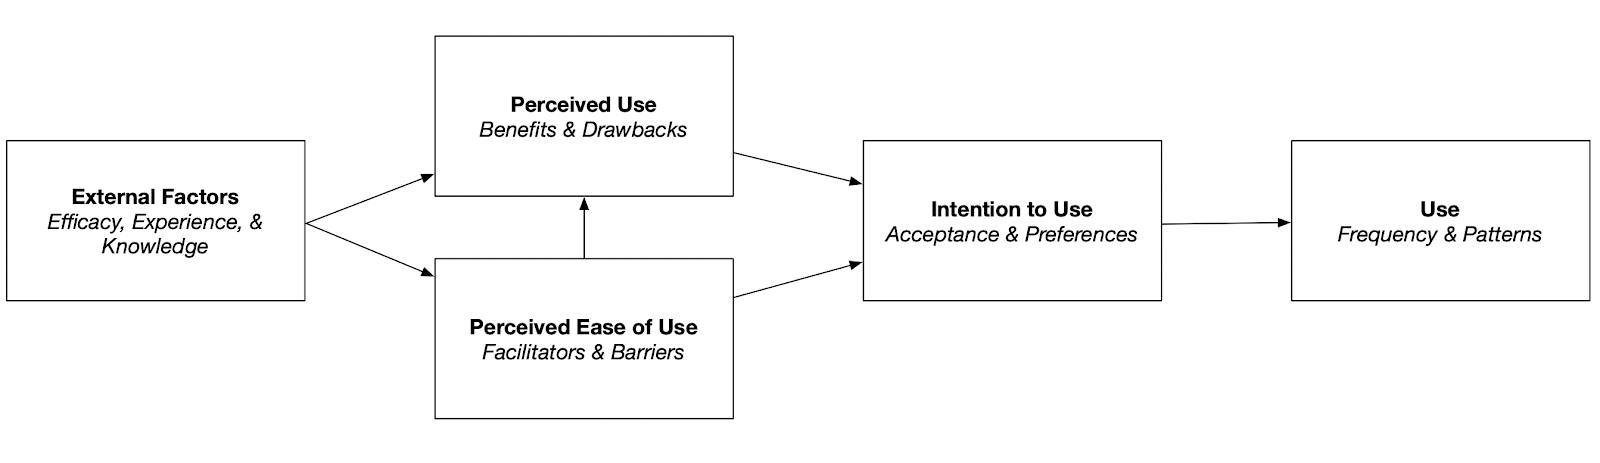 External Factors
Efficacy, Experience, &
Knowledge
Perceived Use
Benefits & Drawbacks
Perceived Ease of Use
Facilitators & Barriers
Intention to Use
Acceptance & Preferences
Use
Frequency & Patterns